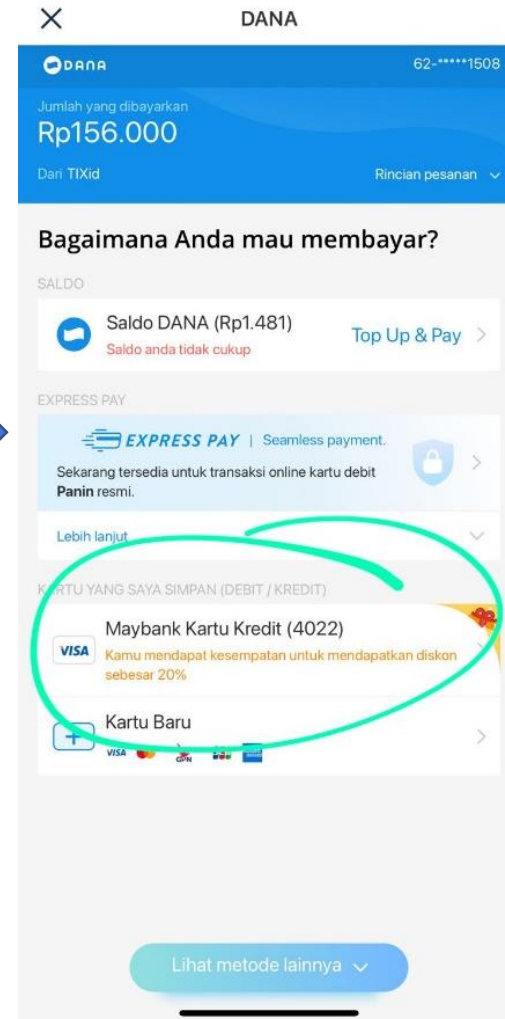 DANA
DANA
62-*****1508
Jumlah yang dibayarkan
Rp156.000
Dari TIXid
Rincian pesanan
Bagaimana Anda mau membayar?
SALDO
Saldo DANA (Rp1.481)
Saldo anda tidak cukup
Top Up & Pay
EXPRESS PAY
EXPRESS PAY | Seamless payment.
Sekarang tersedia untuk transaksi online kartu debit
Panin resmi.
Lebih lanjut
KARTU YANG SAYA SIMPAN (DEBIT / KREDIT)
VISA
Maybank Kartu Kredit (4022)
Kamu mendapat kesempatan untuk mendapatkan diskon
sebesar 20%
Kartu Baru
VISA GPN JCB
Lihat metode lainnya